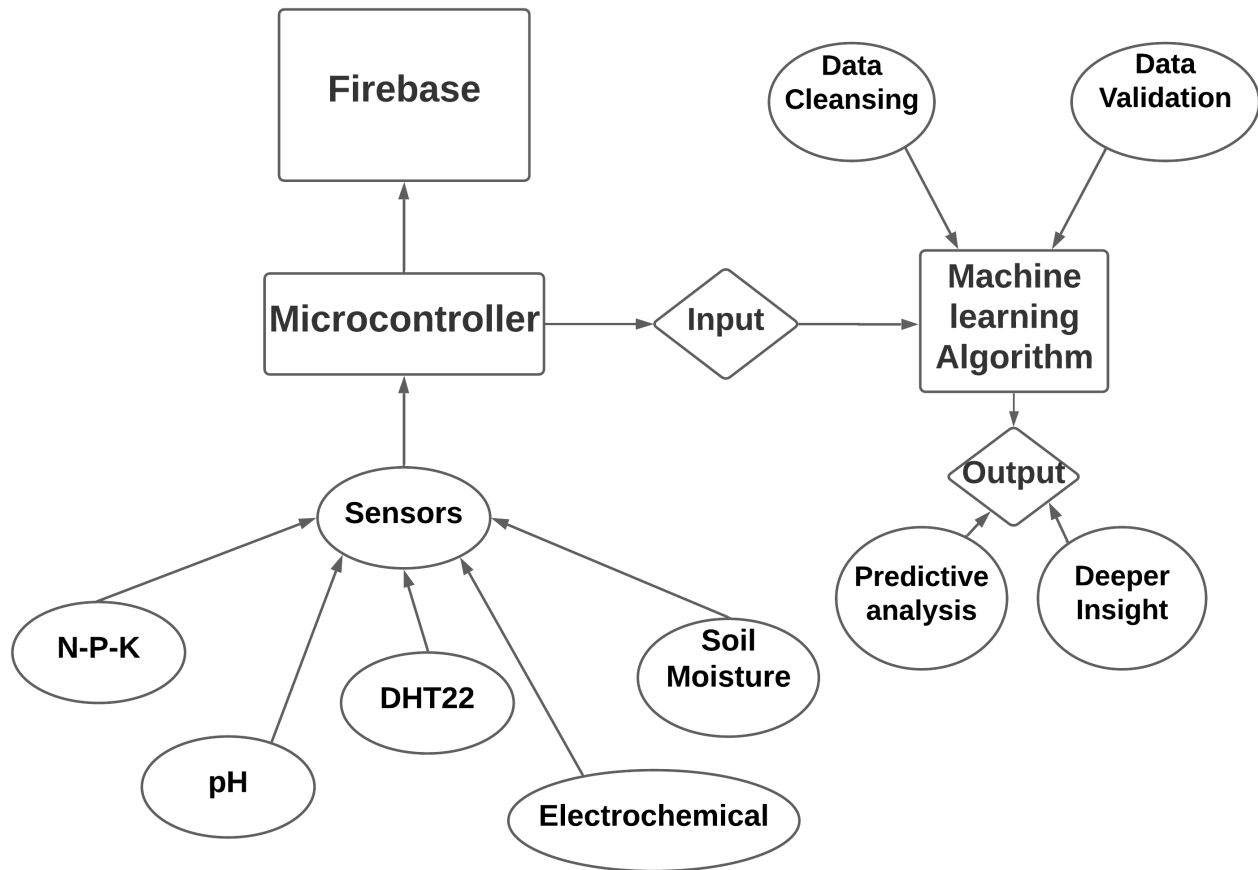 Firebase
Data
Cleansing
Data
Validation
Microcontroller
Input
Machine
learning
Algorithm
Output
Sensors
Predictive
analysis
Deeper
Insight
N-P-K
pH
DHT22
Electrochemical
Soil
Moisture